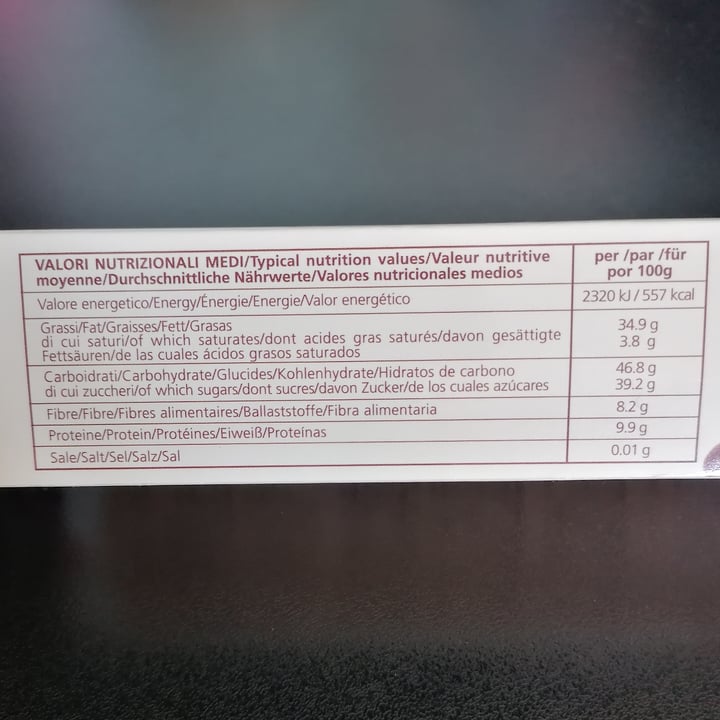 VALORI NUTRIZIONALI MEDI/Typical nutrition values/Valeur nutritive
moyenne/Durchschnittliche Nährwerte/Valores nutricionales medios
per /par /für
por 100g
Valore energetico/Energy/Énergie/Energie/Valor energético
2320 kJ / 557 kcal
Grassi/Fat/Graisses/Fett/Grasas
34.9 g
di cui saturi/of which saturates/dont acides gras saturés/davon gesättigte
3.8 g
Fettsäuren/de las cuales ácidos grasos saturados
Carboidrati/Carbohydrate/Glucides/Kohlenhydrate/Hidratos de carbono
46.8 g
di cui zuccheri/of which sugars/dont sucres/davon Zucker/de los cuales azúcares
39.2 g
Fibre/Fibre/Fibres alimentaires/Ballaststoffe/Fibra alimentaria
8.2 g
Proteine/Protein/Protéines/Eiweiß/Proteínas
9.9 g
Sale/Salt/Sel/Salz/Sal
0.01 g